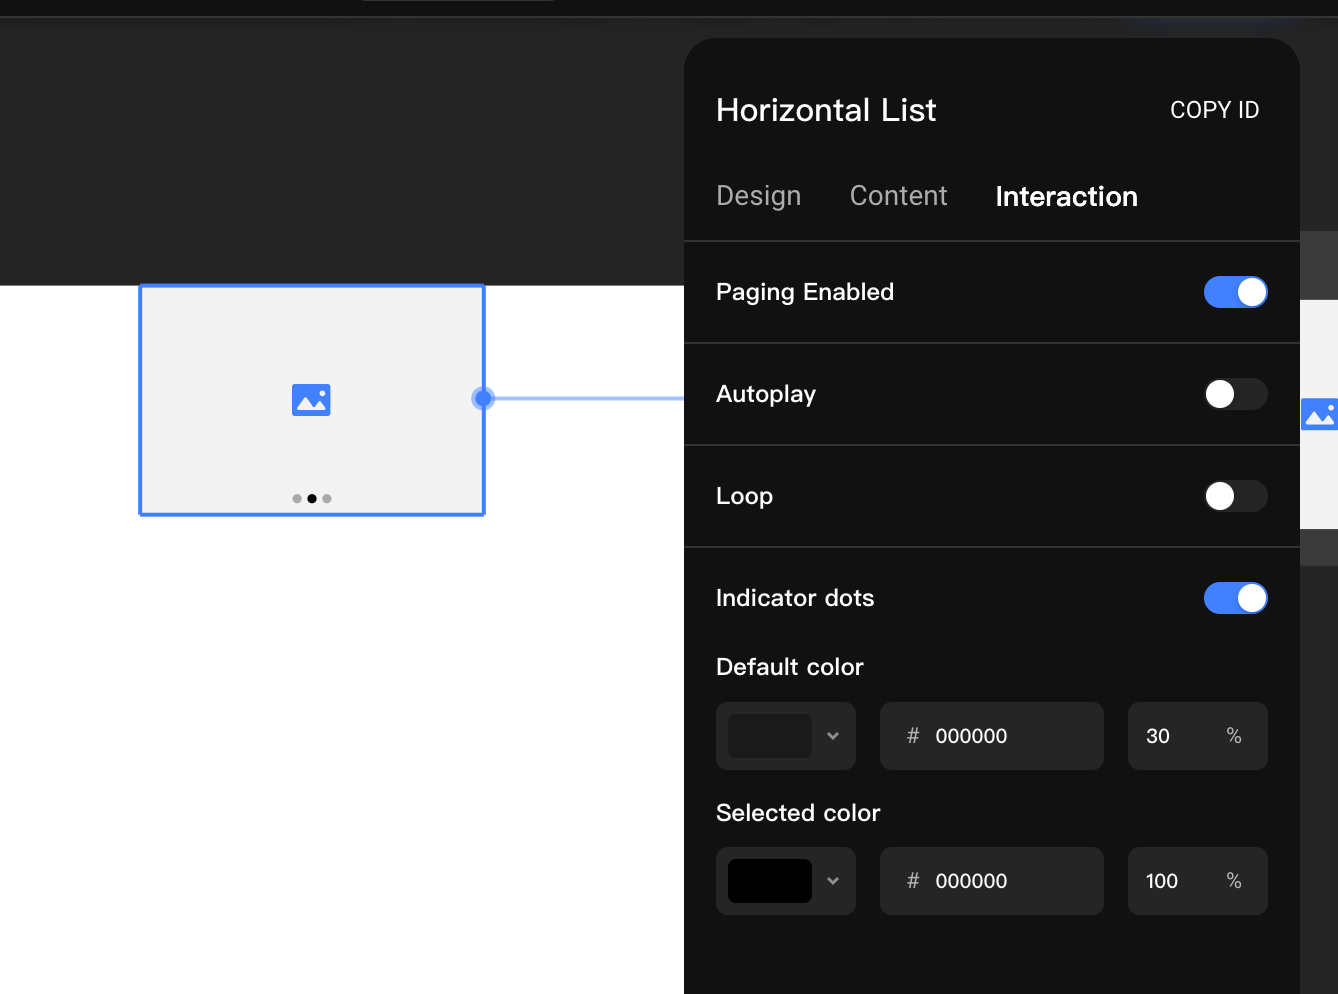 Horizontal List
COPY ID
Design Content Interaction
Paging Enabled
Autoplay
Loop
Indicator dots
Default color
# 000000 30 %
Selected color
# 000000 100 %